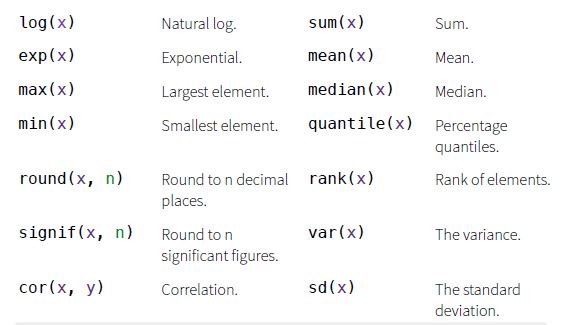 log(x) Natural log. sum(x) Sum.
exp(x) Exponential. mean(x) Mean.
max(x) Largest element. median(x) Median.
min(x) Smallest element. quantile(x) Percentage
quantiles.
round(x, n) Round to n decimal rank(x) Rank of elements.
places.
signif(x, n) Round to n var(x) The variance.
significant figures.
cor(x, y) Correlation. sd(x) The standard
deviation.